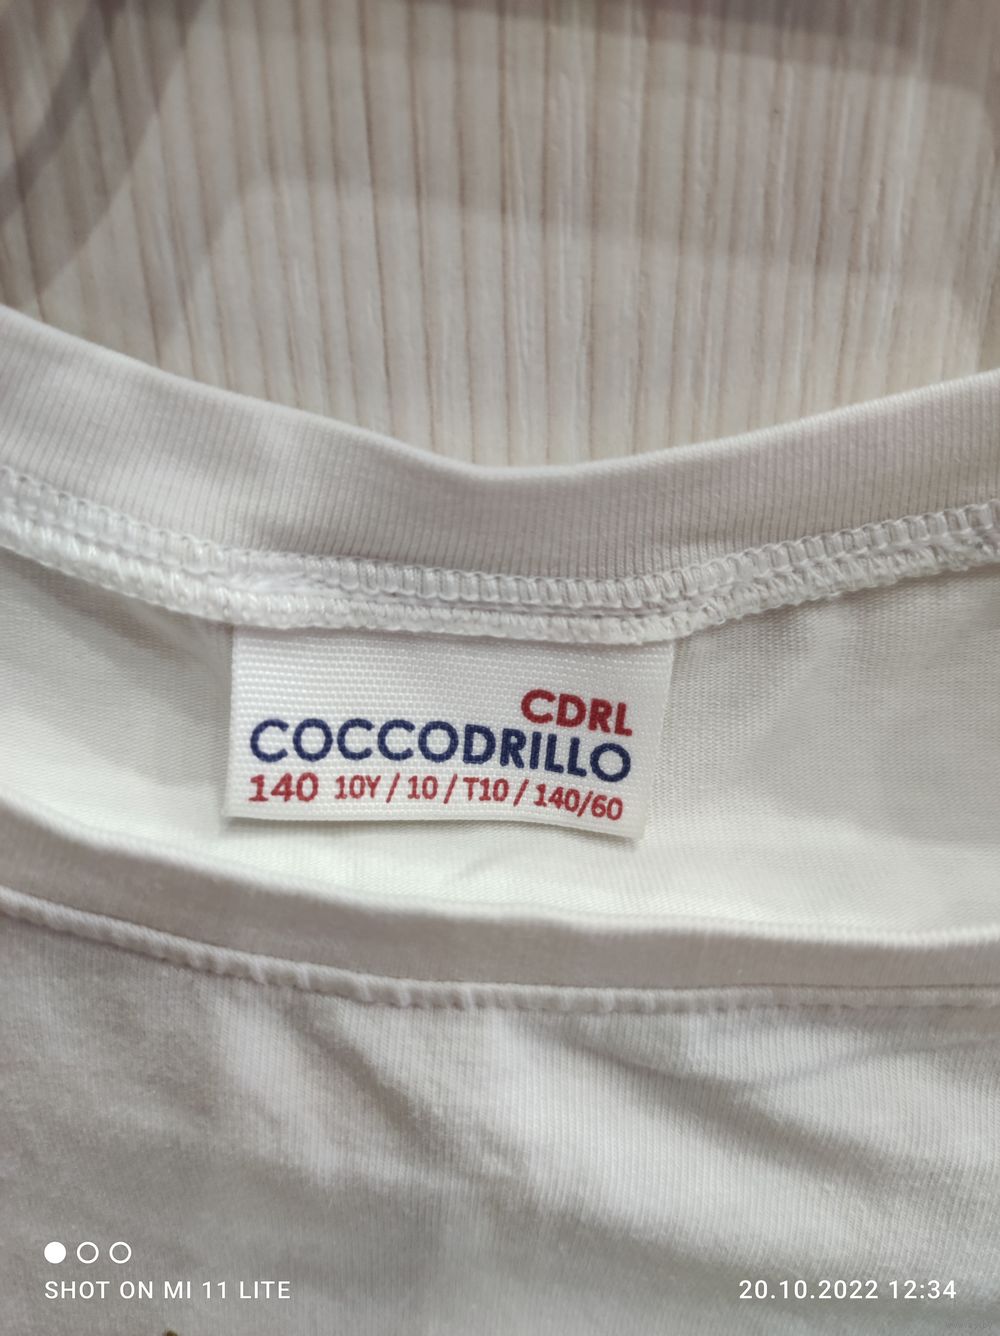 CDRL
COCCODRILLO
140 10Y / 10 / T10 / 140/60
SHOT ON MI 11 LITE
20.10.2022 12:34